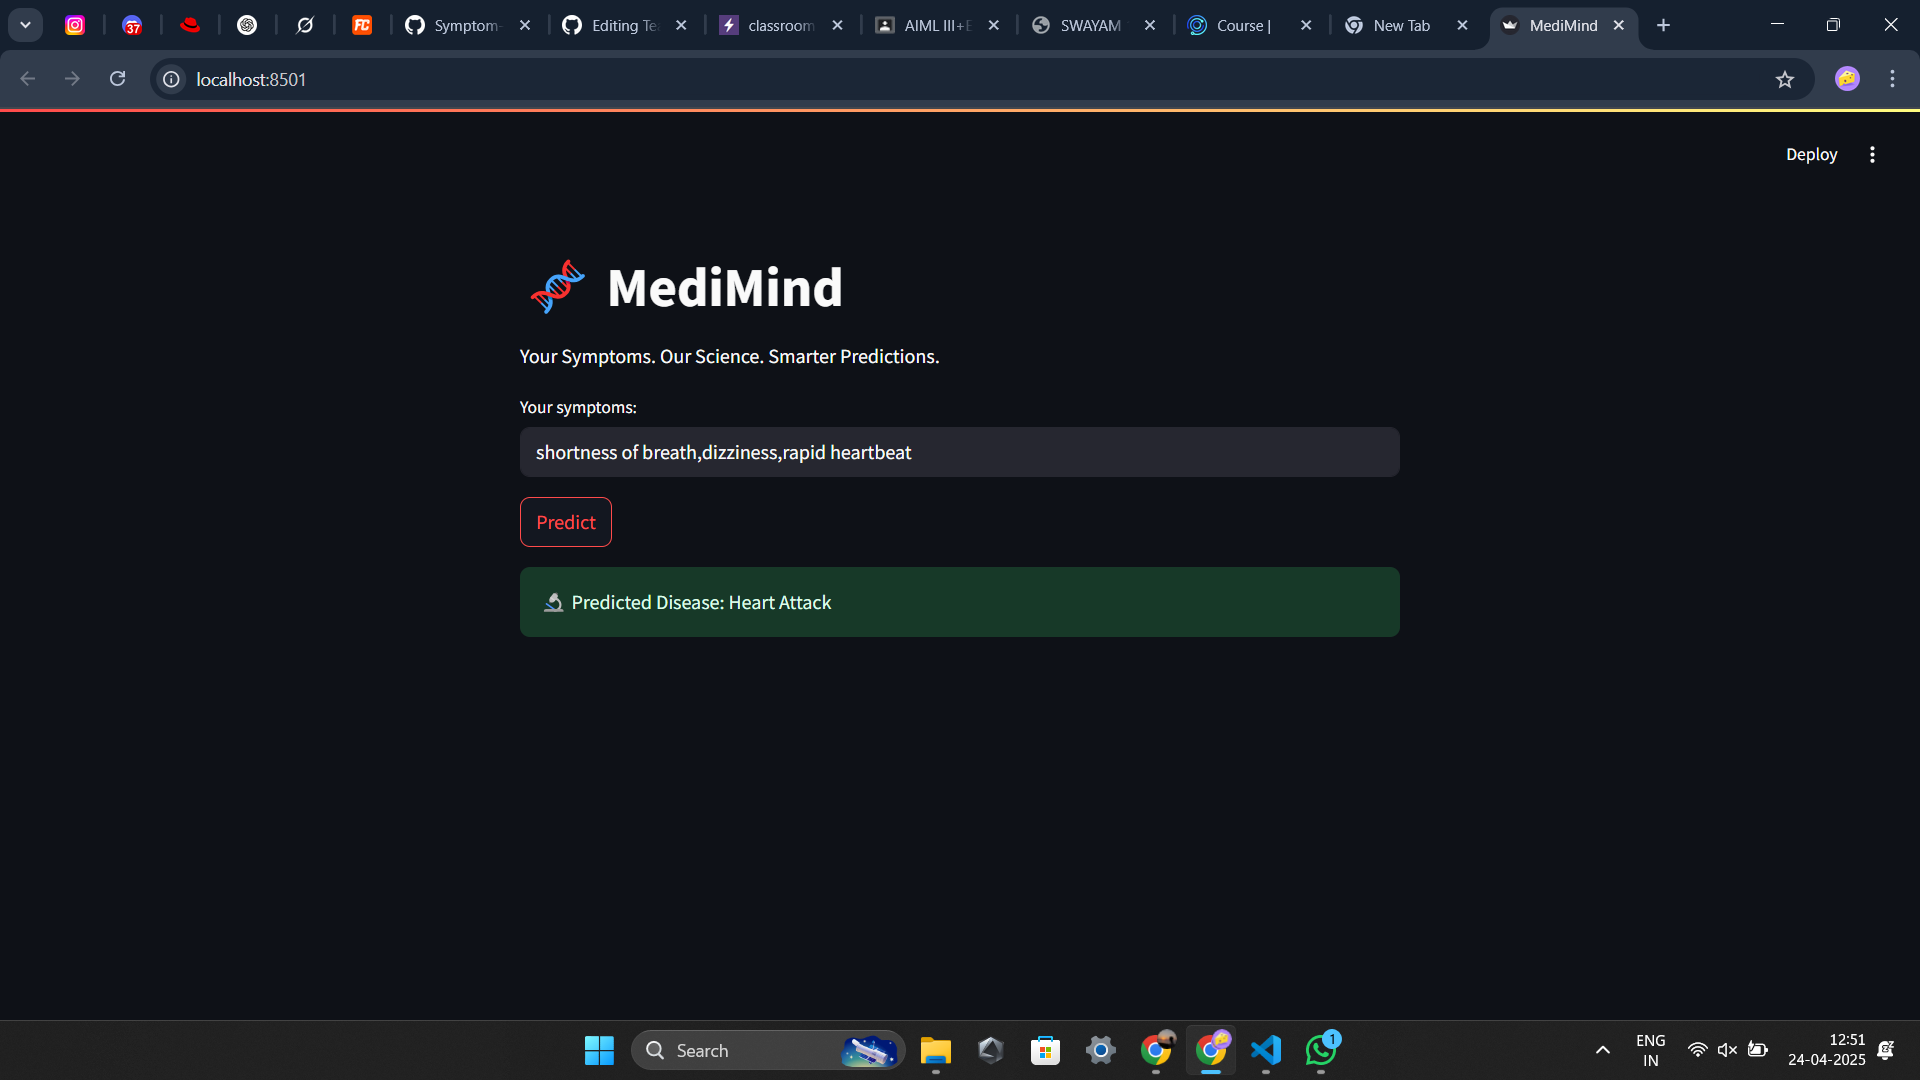 37
FC
Symptom-
Editing Te
classroom
AIML III+E
SWAYAM
Course |
New Tab
MediMind
localhost:8501
Deploy
MediMind
Your Symptoms. Our Science. Smarter Predictions.
Your symptoms:
shortness of breath,dizziness,rapid heartbeat
Predict
Predicted Disease: Heart Attack
Search
1
ENG
IN
12:51
24-04-2025